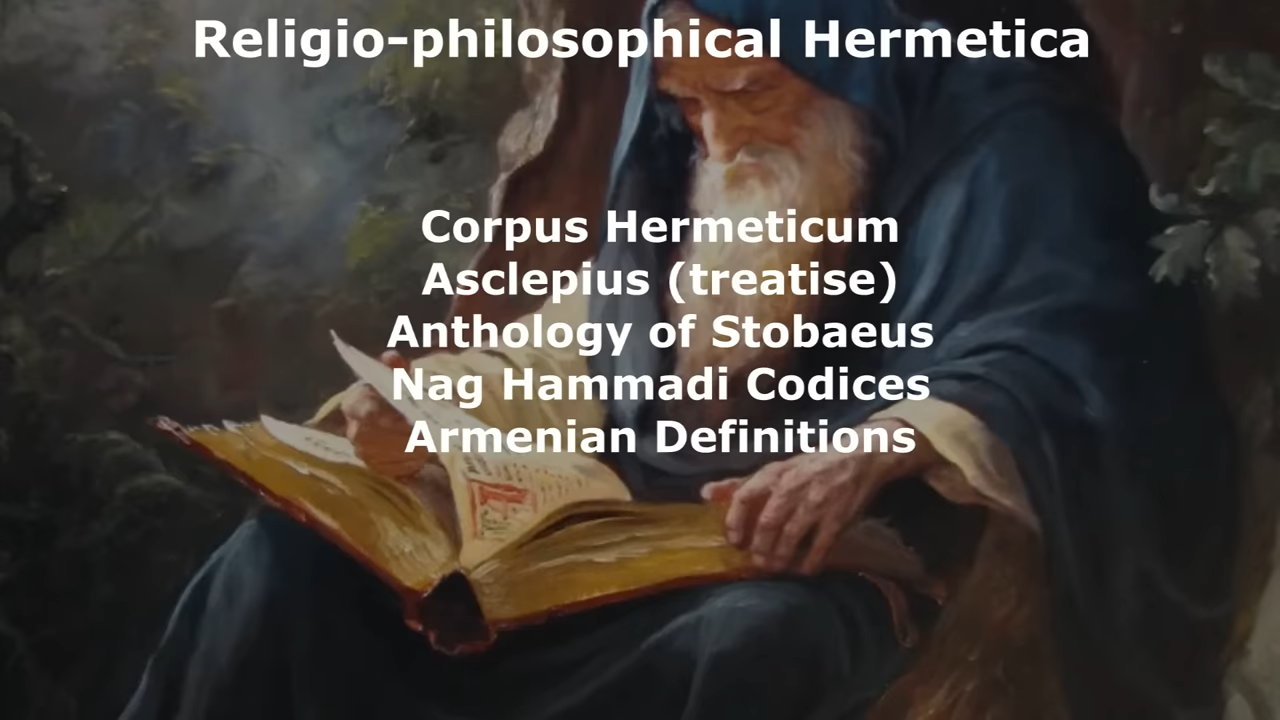 Religio-philosophical Hermetica
Corpus Hermeticum
Asclepius (treatise)
Anthology of Stobaeus
Nag Hammadi Codices
Armenian Definitions